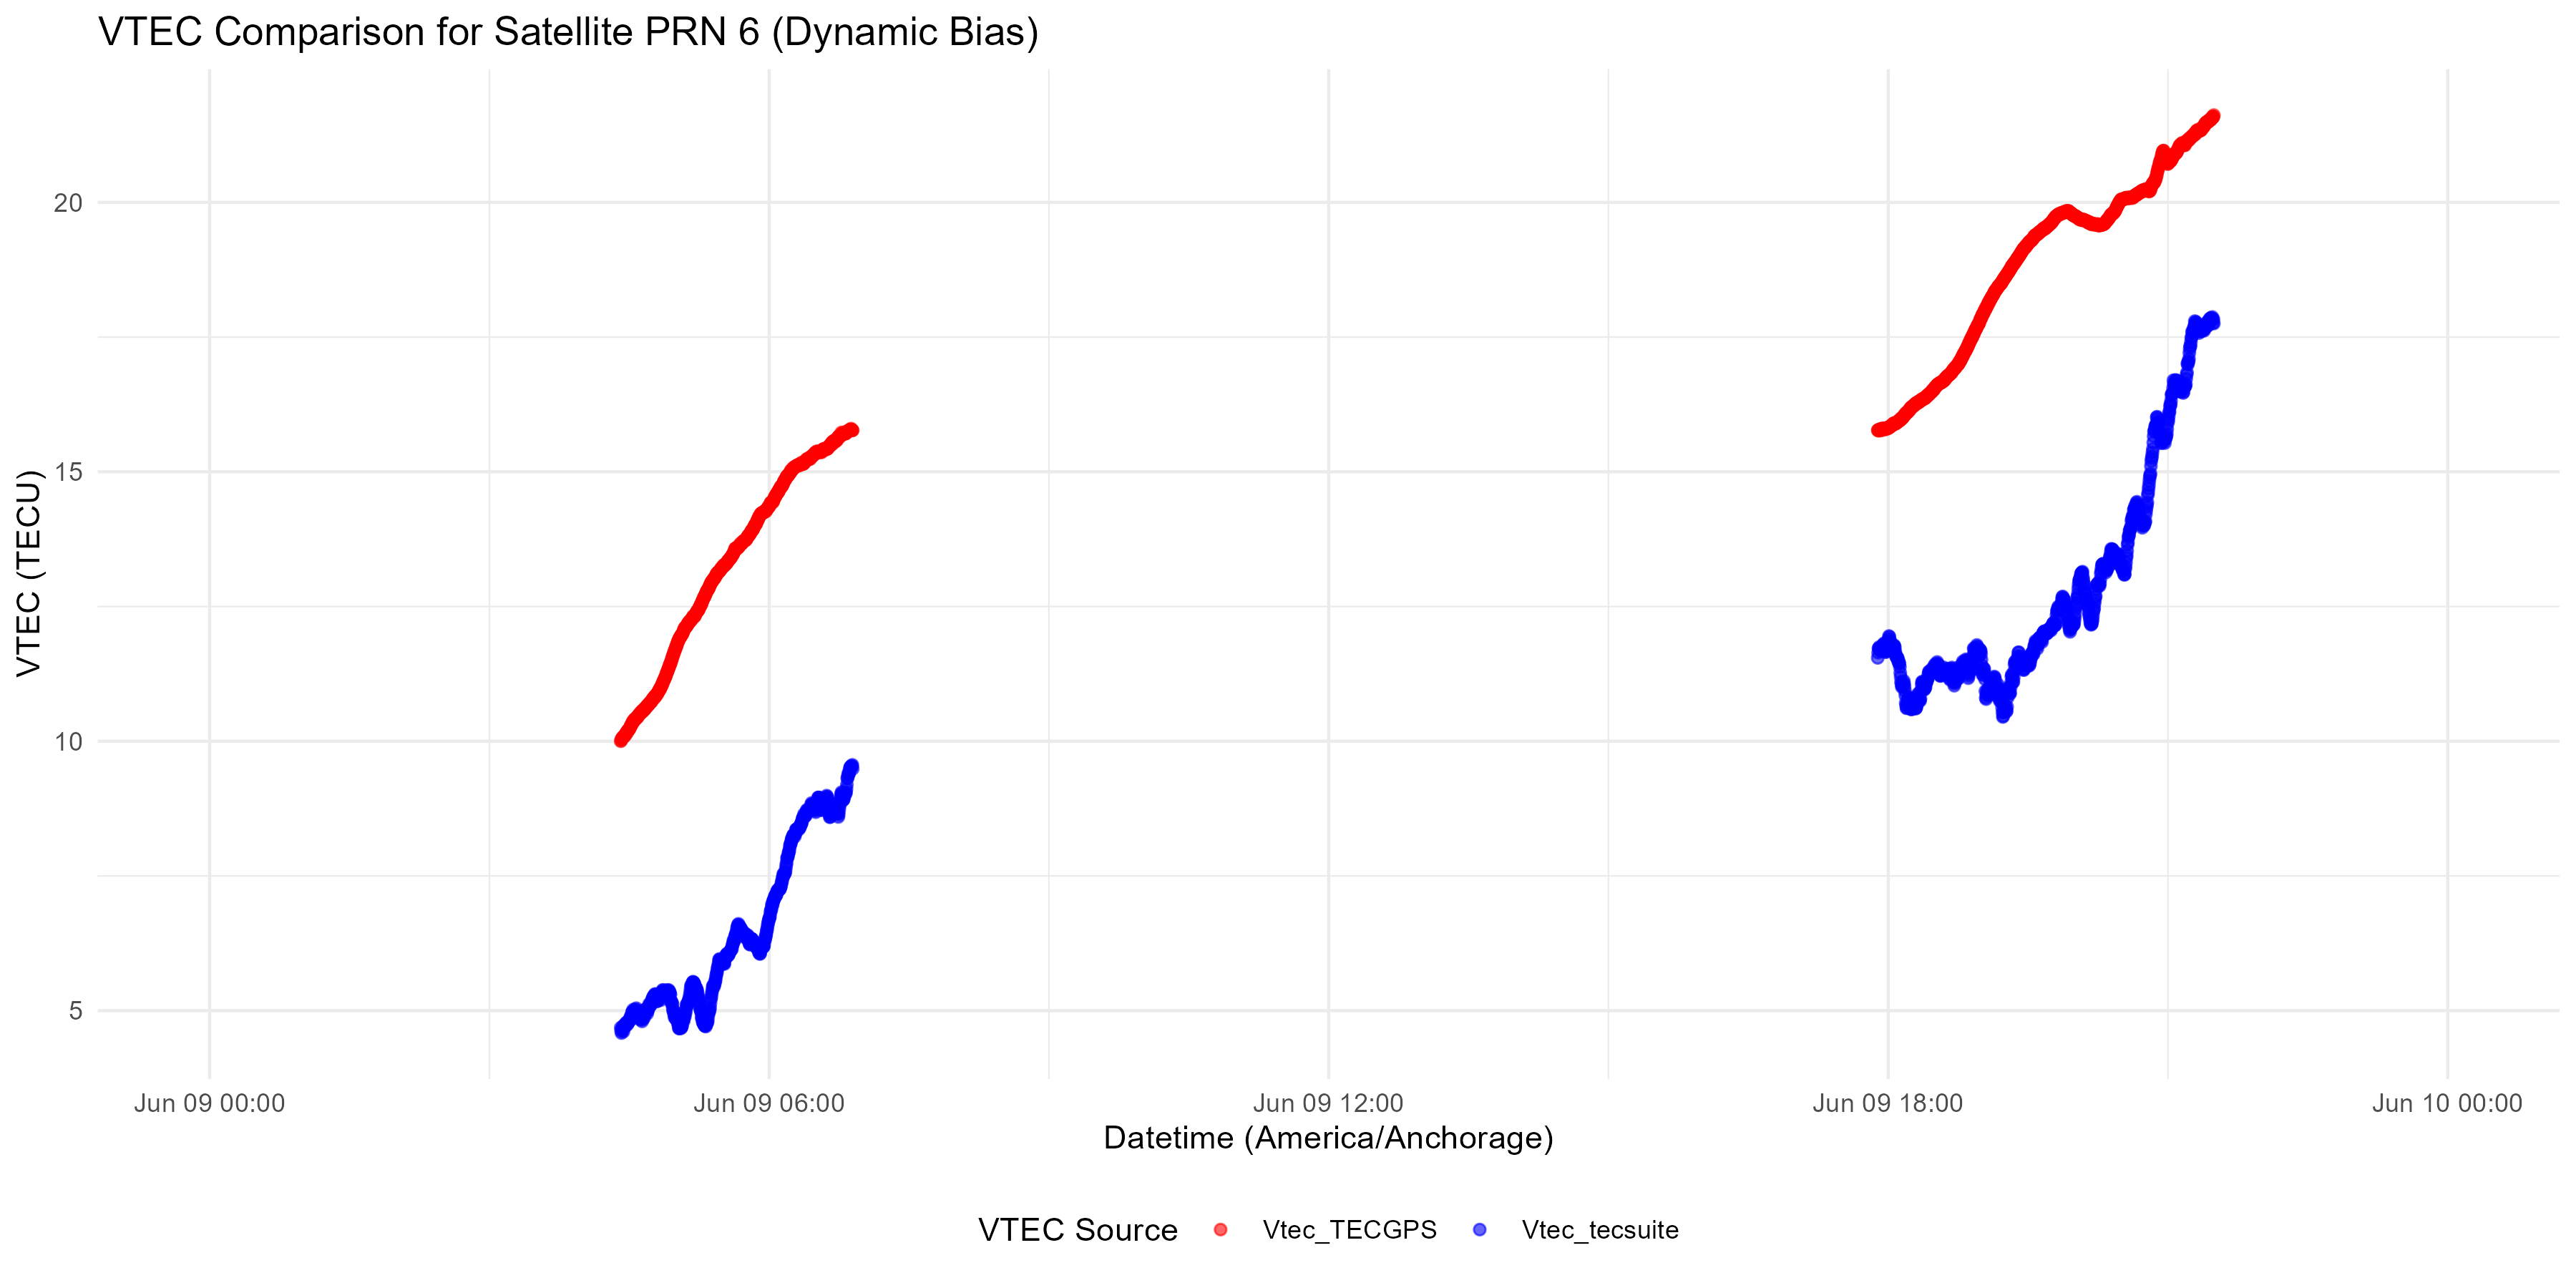 VTEC Comparison for Satellite PRN 6 (Dynamic Bias)
VTEC (TECU)
20
15
10
5
Jun 09 00:00
Jun 09 06:00
Jun 09 12:00
Jun 09 18:00
Jun 10 00:00
Datetime (America/Anchorage)
VTEC Source
Vtec_TECGPS
Vtec_tecsuite